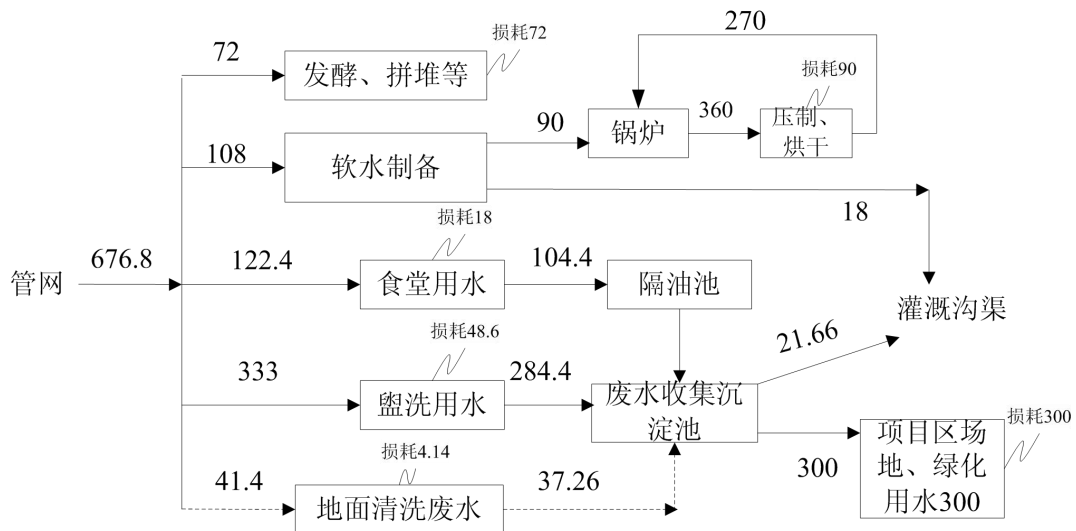 270
损耗72
72
发酵、拼堆等
损耗90
90
锅炉
360
压制、
烘干
108
软水制备
18
损耗18
676.8
122.4
104.4
管网
食堂用水
隔油池
灌溉沟渠
损耗48.6
21.66
333
284.4
盥洗用水
废水收集沉
淀池
损耗300
项目区场
地、绿化
用水300
300
损耗4.14
41.4
37.26
地面清洗废水